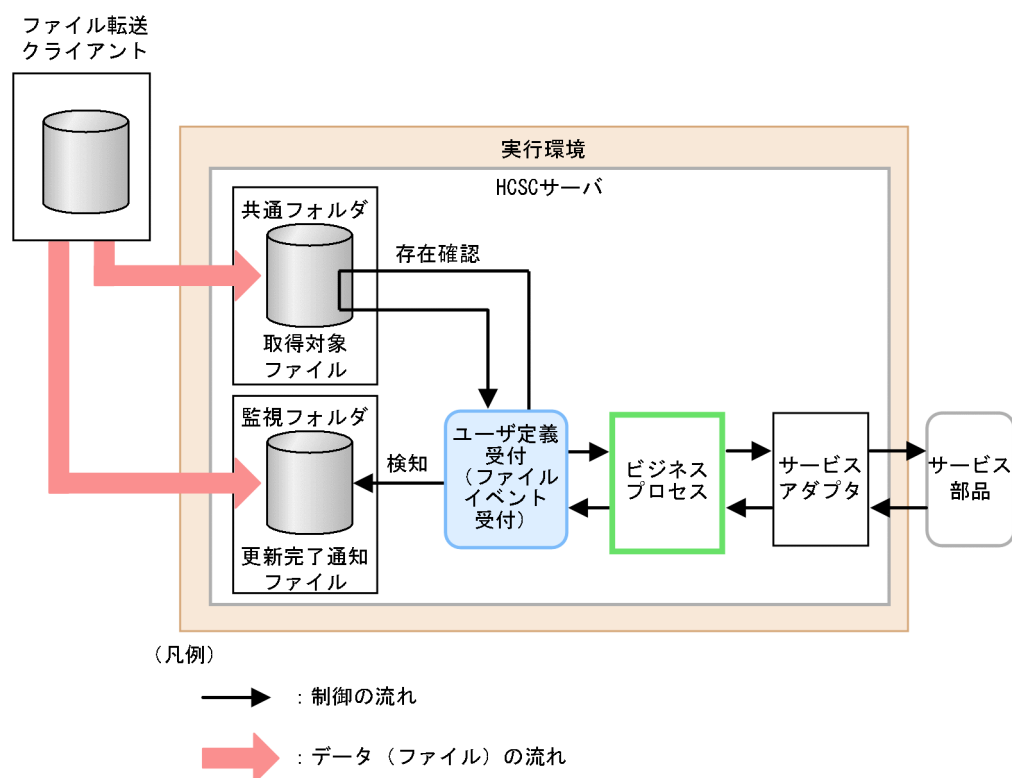 ファイル転送
クライアント
実行環境
HCSCサーバ
共通フォルダ
存在確認
取得対象
ファイル
監視フォルダ
検知
更新完了通知
ファイル
ユーザ定義
受付
(ファイル
イベント
受付)
ビジネス
プロセス
サービス
アダプタ
サービス
部品
(凡例)
:制御の流れ
:データ(ファイル)の流れ